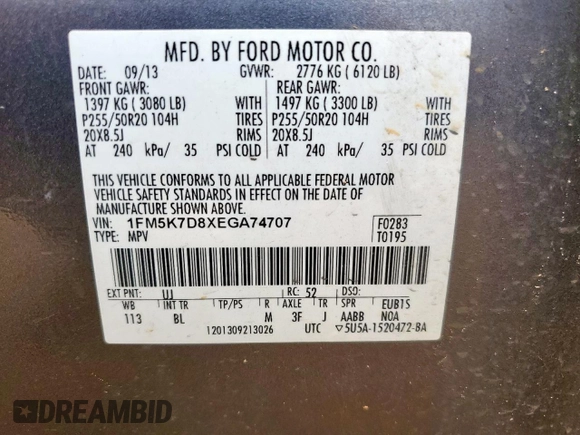 MFD. BY FORD MOTOR CO.
DATE: 09/13 GVWR: 2776 KG ( 6120 LB)
FRONT GAWR: REAR GAWR:
1397 KG ( 3080 LB) WITH 1497 KG ( 3300 LB) WITH
P255/50R20 104H TIRES P255/50R20 104H TIRES
20X8.5J RIMS 20X8.5J RIMS
AT 240 kPa/ 35 PSI COLD AT 240 kPa/ 35 PSI COLD
THIS VEHICLE CONFORMS TO ALL APPLICABLE FEDERAL MOTOR
VEHICLE SAFETY STANDARDS IN EFFECT ON THE DATE OF
MANUFACTURE SHOWN ABOVE.
VIN: 1FM5K7D8XEGA74707 F0283
TYPE: MPV T0195
EXT PNT: UJ RC: 52 DSO:
WB INT TR TP/PS R AXLE TR SPR EUB1S
113 BL M 3F J AABB N0A
1201309213026 UTC ▽5U5A-1520472-BA
DREAMBID